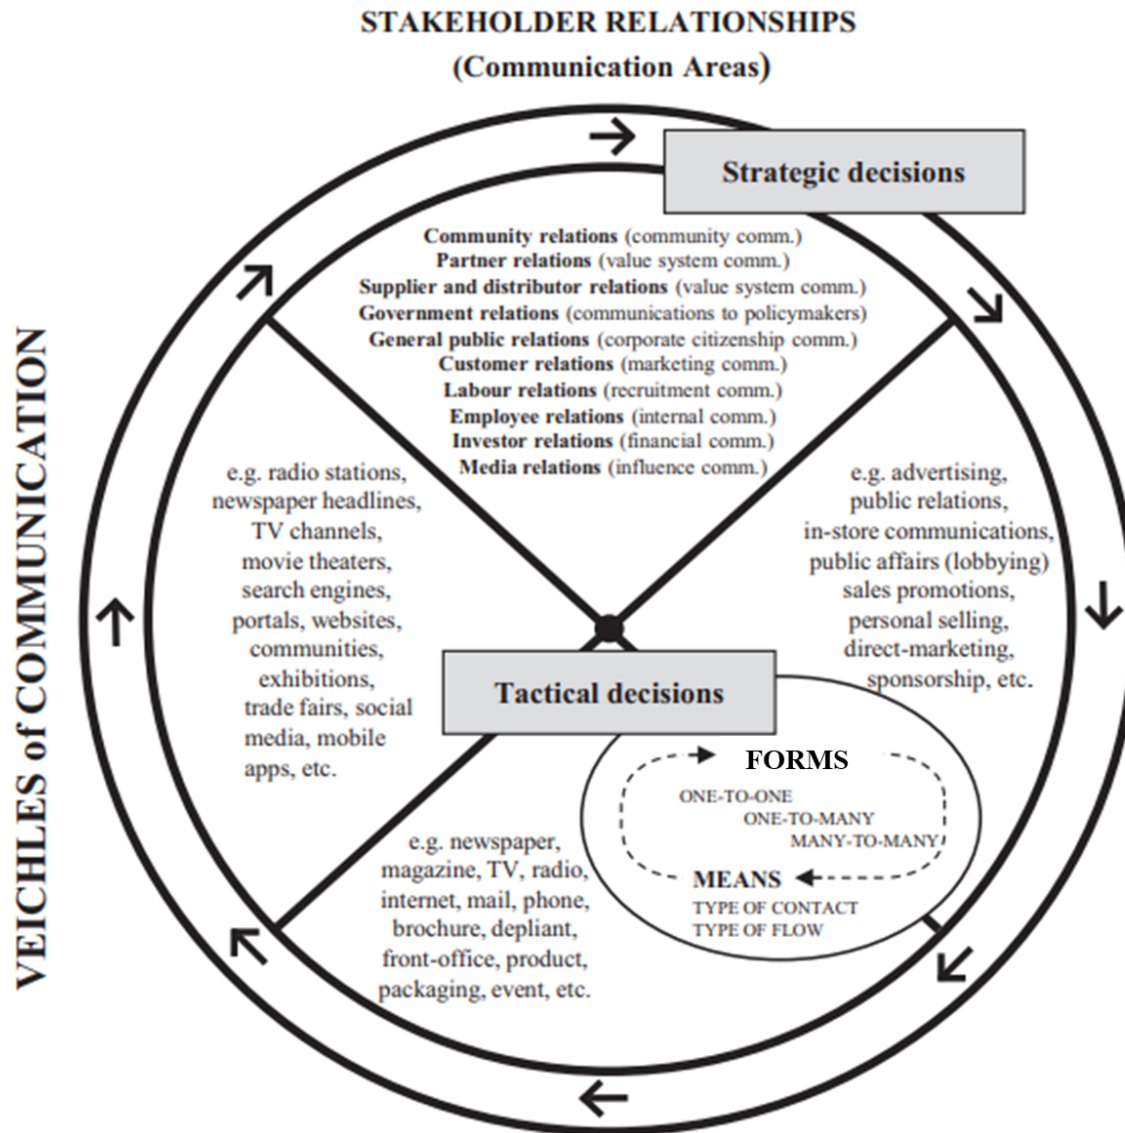 STAKEHOLDER RELATIONSHIPS
(Communication Areas)
Strategic decisions
Community relations (community comm.)
Partner relations (value system comm.)
Supplier and distributor relations (value system comm.)
Government relations (communications to policymakers)
General public relations (corporate citizenship comm.)
Customer relations (marketing comm.)
Labour relations (recruitment comm.)
Employee relations (internal comm.)
Investor relations (financial comm.)
Media relations (influence comm.)
VEICHLES of COMMUNICATION
e.g. radio stations,
newspaper headlines,
TV channels,
movie theaters,
search engines,
portals, websites,
communities,
exhibitions,
trade fairs, social
media, mobile
apps, etc.
e.g. advertising,
public relations,
in-store communications,
public affairs (lobbying)
sales promotions,
personal selling,
direct-marketing,
sponsorship, etc.
Tactical decisions
FORMS
ONE-TO-ONE
ONE-TO-MANY
MANY-TO-MANY
MEANS
TYPE OF CONTACT
TYPE OF FLOW
e.g. newspaper,
magazine, TV, radio,
internet, mail, phone,
brochure, depliant,
front-office, product,
packaging, event, etc.